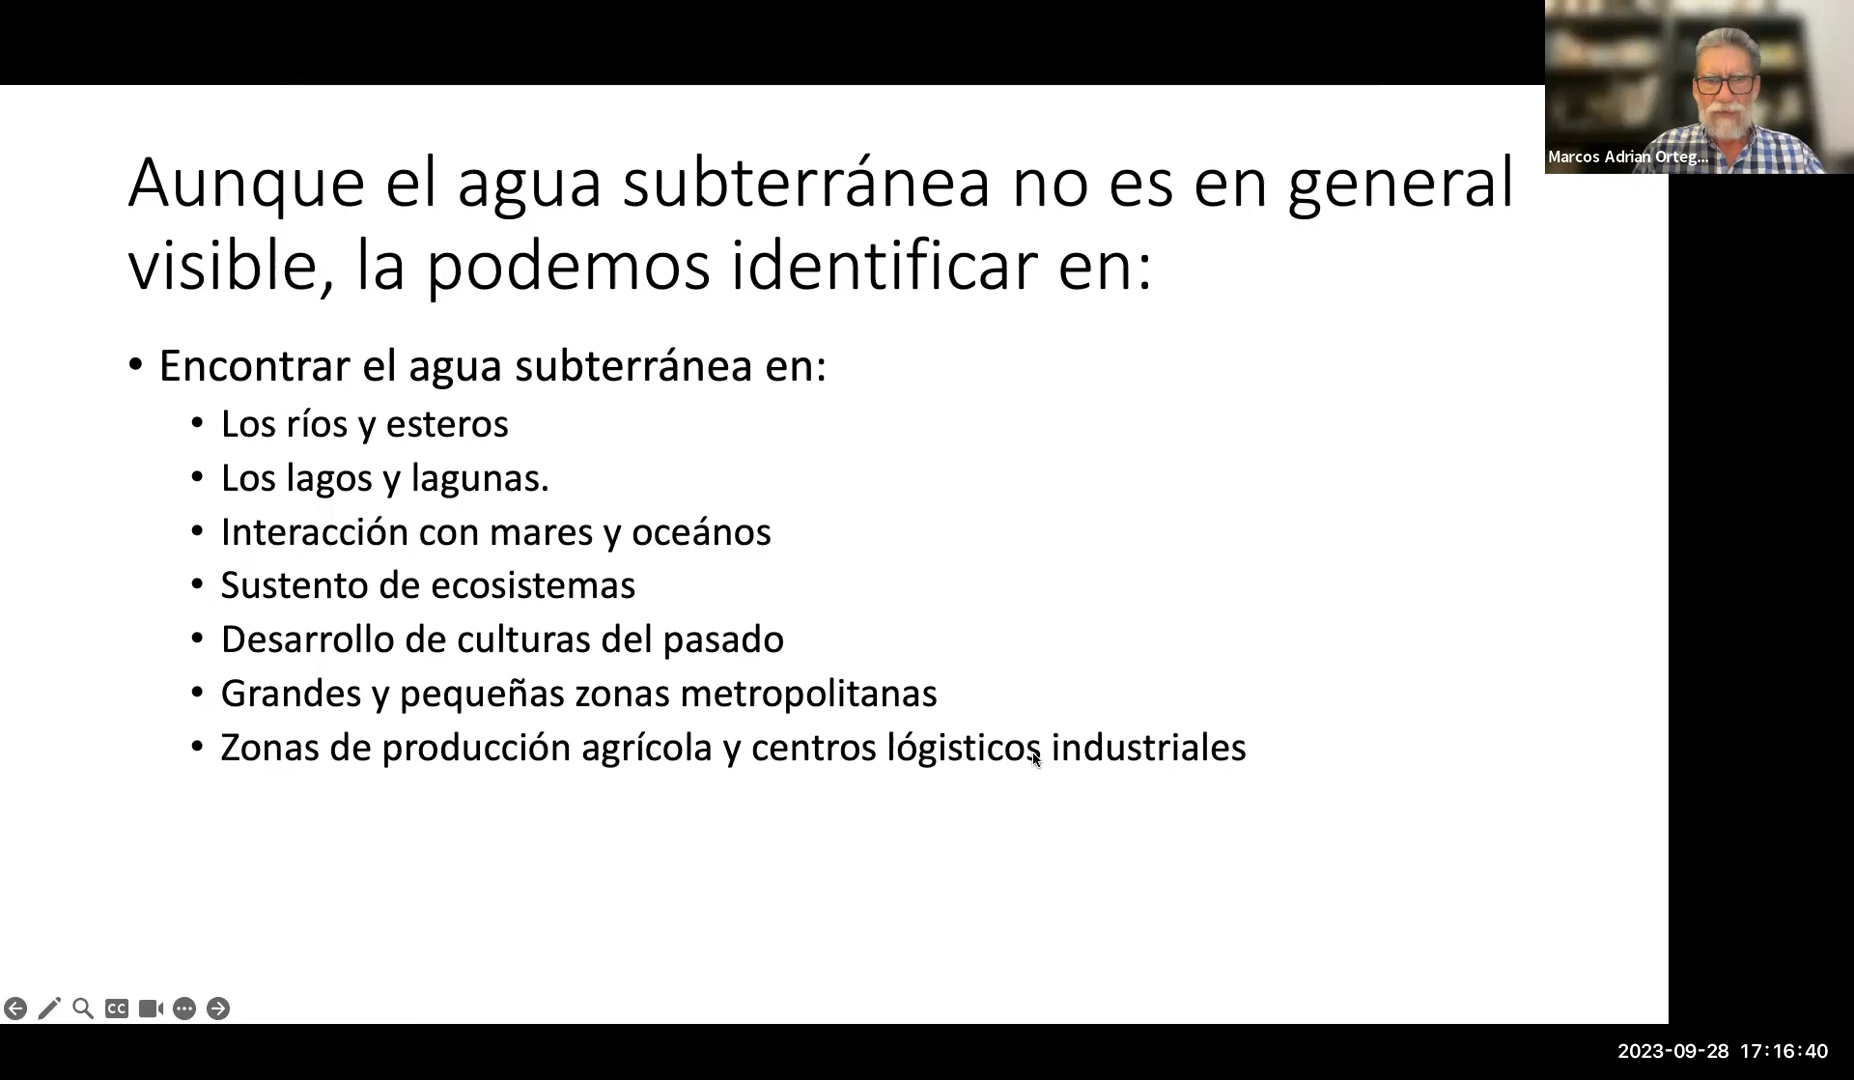 Marcos Adrian Orteg...
Aunque el agua subterránea no es en general
visible, la podemos identificar en:
• Encontrar el agua subterránea en:
• Los ríos y esteros
• Los lagos y lagunas.
• Interacción con mares y oceános
• Sustento de ecosistemas
• Desarrollo de culturas del pasado
• Grandes y pequeñas zonas metropolitanas
• Zonas de producción agrícola y centros lógisticos industriales
CC
2023-09-28 17:16:40